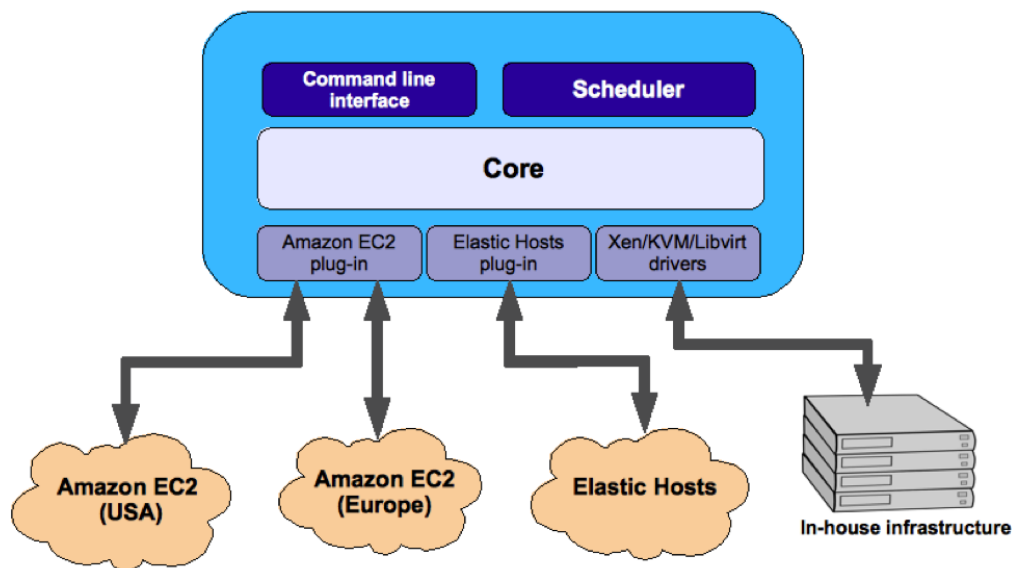 Command line
interface
Scheduler
Core
Amazon EC2
plug-in
Elastic Hosts
plug-in
Xen/KVM/Libvirt
drivers
Amazon EC2
(USA)
Amazon EC2
(Europe)
Elastic Hosts
In-house infrastructure